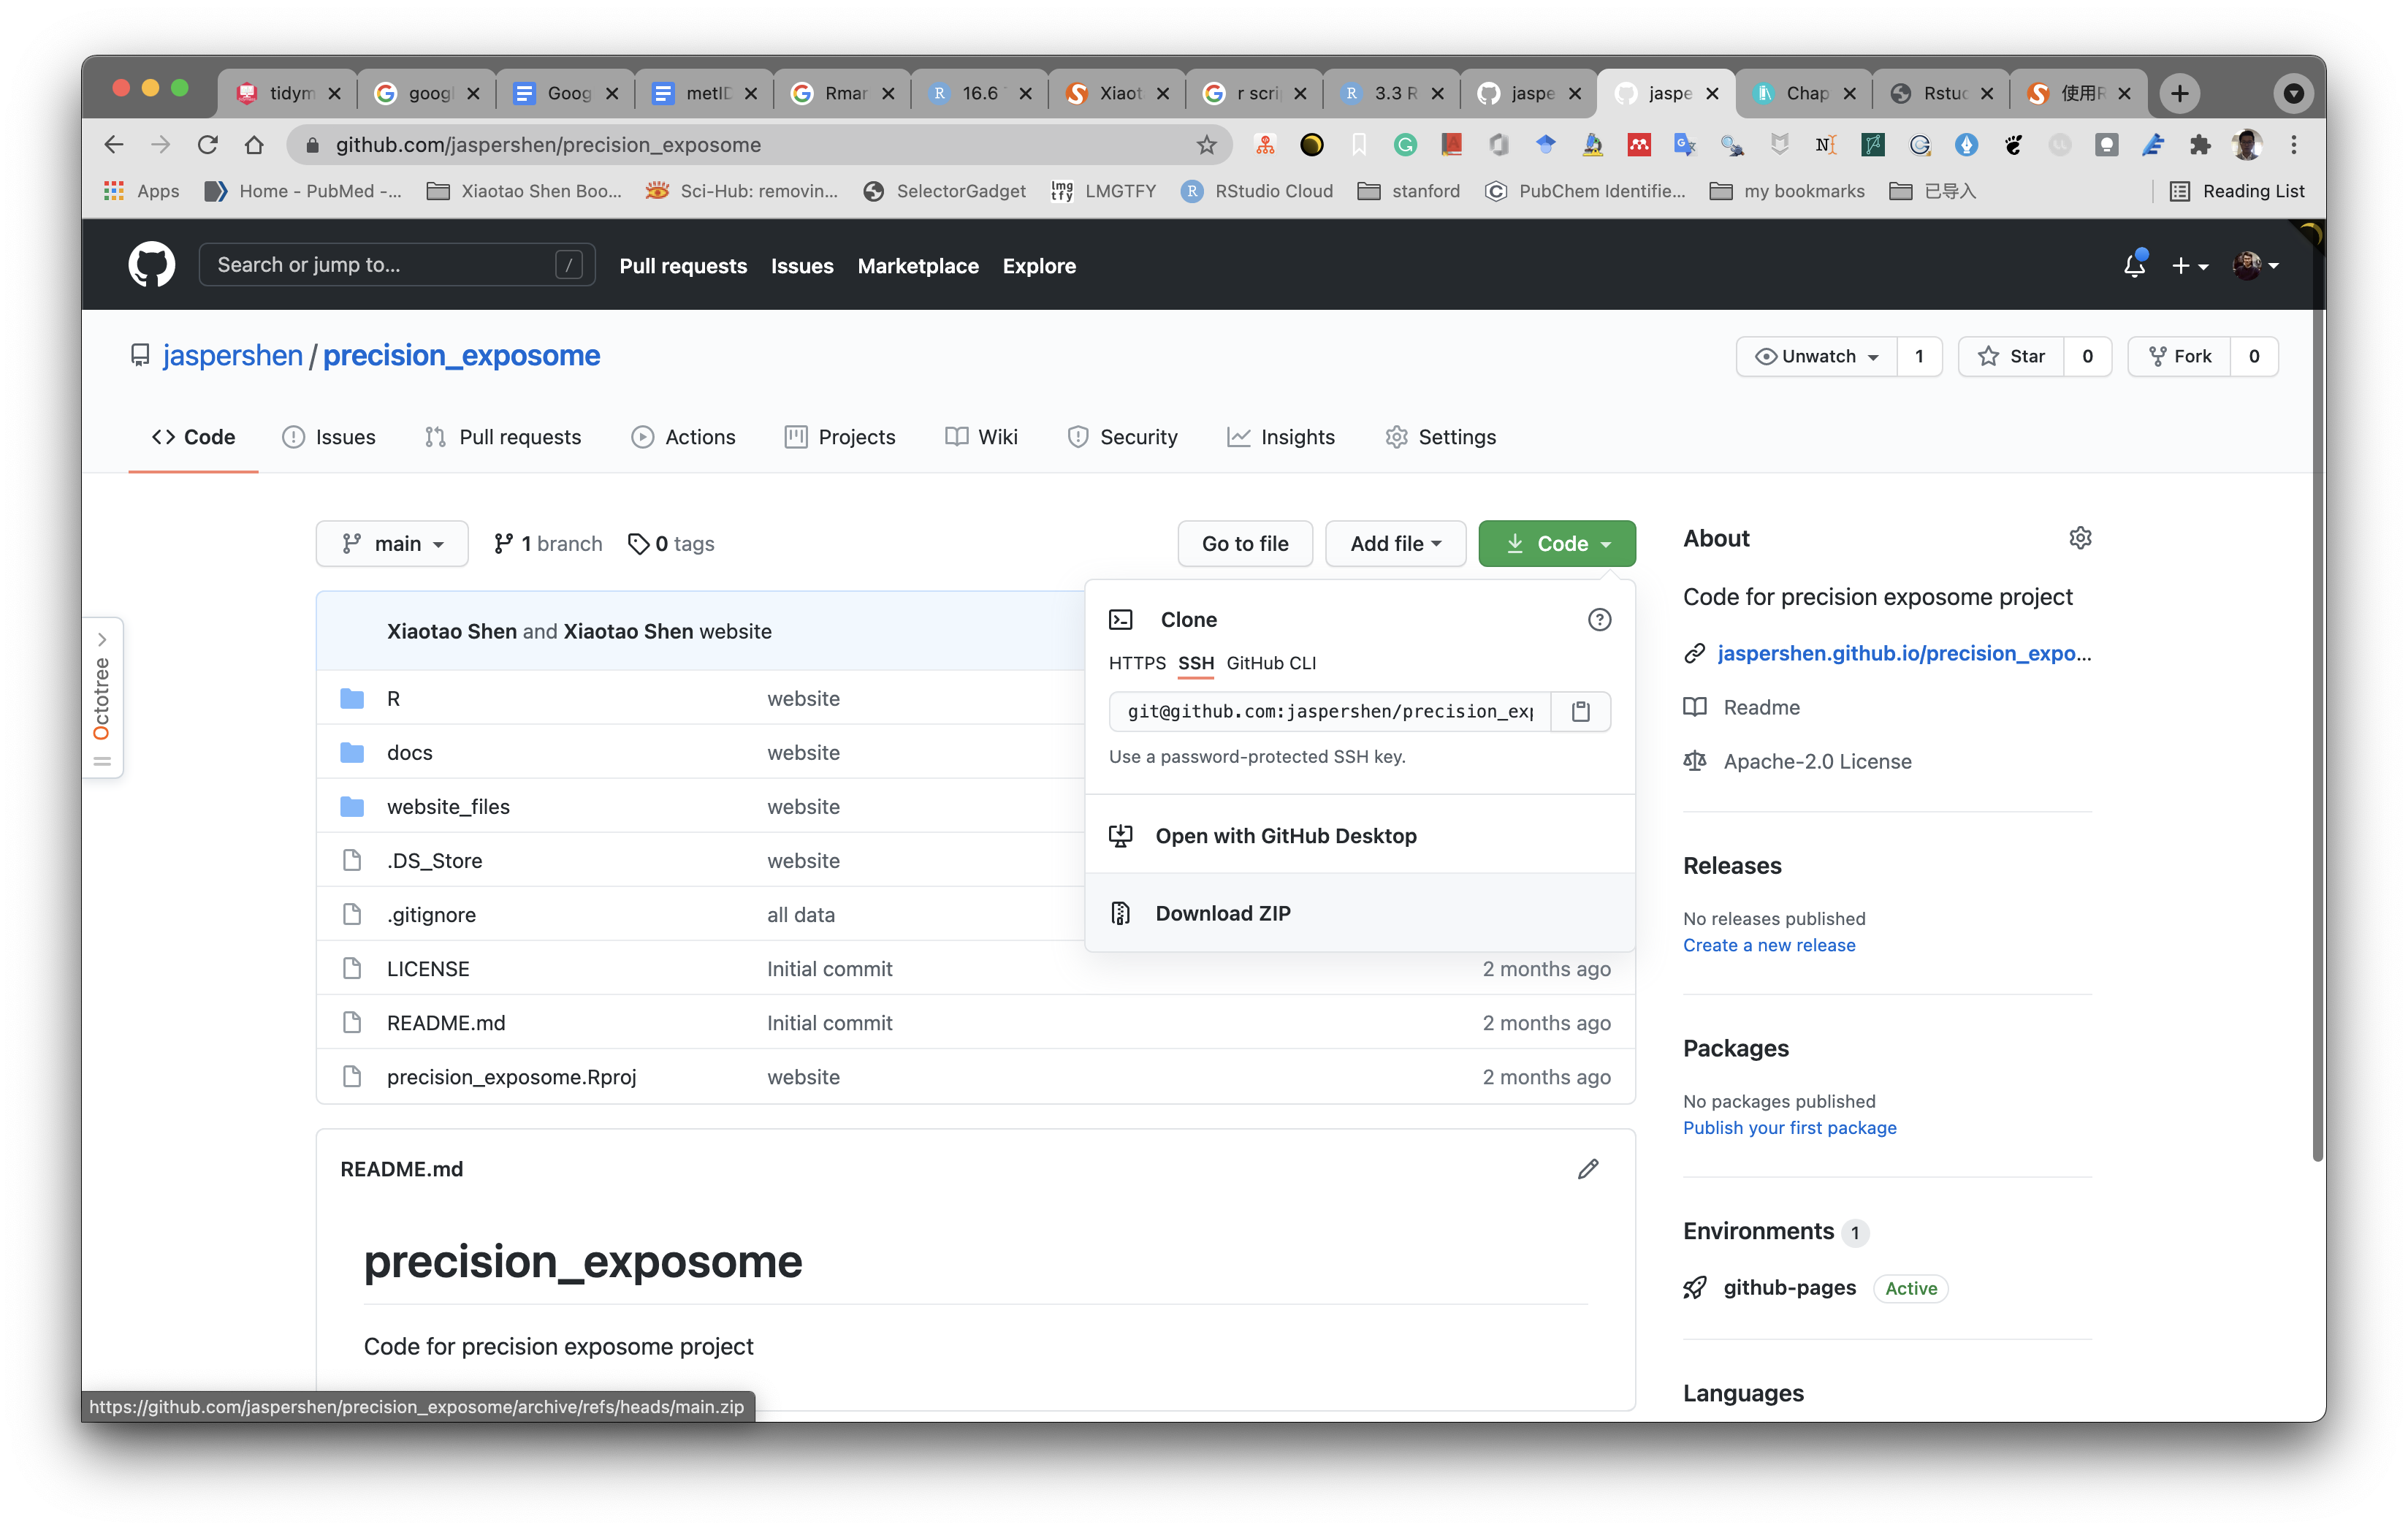 tidym googl Goog metID Rmar 16.6 Xiaot r scri 3.3 R jaspe jaspe Chap Rstuc 使用R
github.com/jaspershen/precision_exposome
Apps Home - PubMed -... Xiaotao Shen Boo... Sci-Hub: removin... SelectorGadget lmg tfy LMGTFY RStudio Cloud stanford PubChem Identifie... my bookmarks 已导入 Reading List
Search or jump to... / Pull requests Issues Marketplace Explore
jaspershen / precision_exposome
Unwatch 1 Star 0 Fork 0
Code Issues Pull requests Actions Projects Wiki Security Insights Settings
main 1 branch 0 tags Go to file Add file Code
Xiaotao Shen and Xiaotao Shen website
R website
docs website
website_files website
.DS_Store website
.gitignore all data
LICENSE Initial commit 2 months ago
README.md Initial commit 2 months ago
precision_exposome.Rproj website 2 months ago
Clone
HTTPS SSH GitHub CLI
git@github.com:jaspershen/precision_exp
Use a password-protected SSH key.
Open with GitHub Desktop
Download ZIP
Octotree
README.md
precision_exposome
Code for precision exposome project
About
Code for precision exposome project
jaspershen.github.io/precision_expo...
Readme
Apache-2.0 License
Releases
No releases published
Create a new release
Packages
No packages published
Publish your first package
Environments 1
github-pages Active
Languages
https://github.com/jaspershen/precision_exposome/archive/refs/heads/main.zip